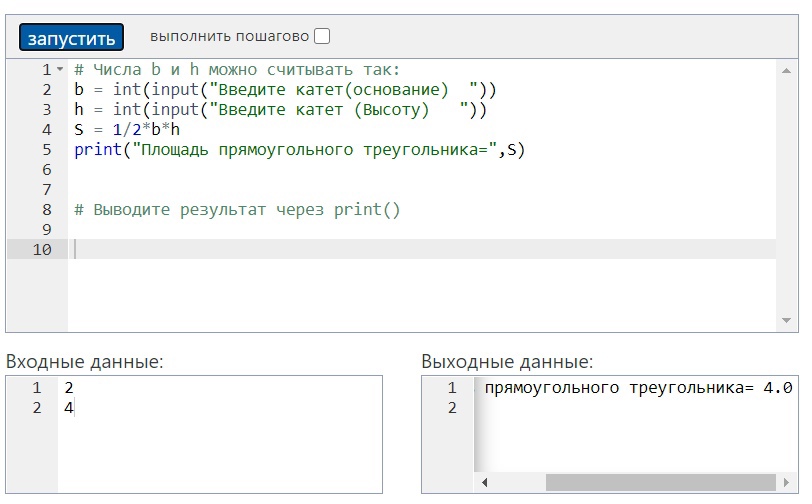 запустить выполнить пошагово
1 # Числа b и h можно считывать так:
2 b = int(input("Введите катет(основание)  "))
3 h = int(input("Введите катет (Высоту)   "))
4 S = 1/2*b*h
5 print("Площадь прямоугольного треугольника=",S)
6
7
8 # Выводите результат через print()
9
10
Входные данные:
1 2
2 4
Выходные данные:
1 прямоугольного треугольника= 4.0
2